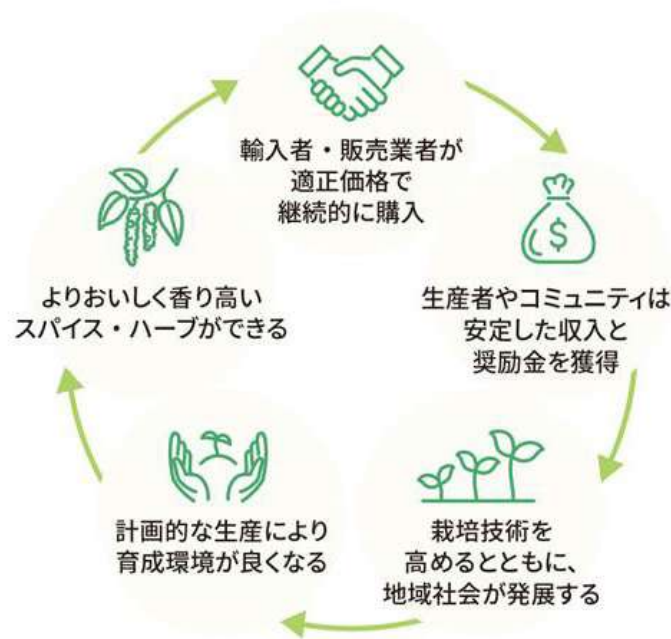 輸入者・販売業者が
適正価格で
継続的に購入
$
生産者やコミュニティは
安定した収入と
奨励金を獲得
栽培技術を
高めるとともに、
地域社会が発展する
計画的な生産により
育成環境が良くなる
よりおいしく香り高い
スパイス・ハーブができる